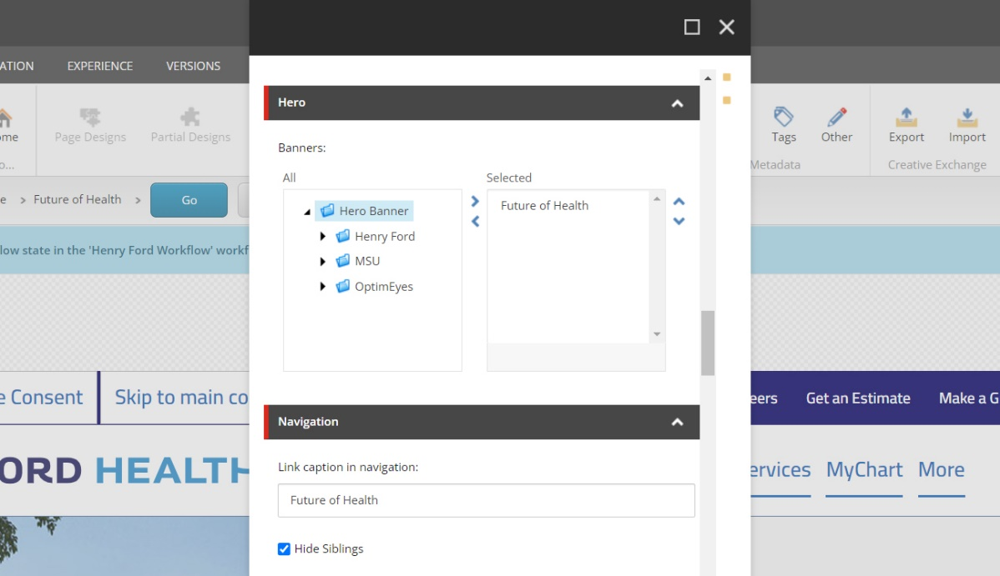 EXPERIENCE
VERSIONS
Page Designs
Partial Designs
Tags
Other
Export
Import
Metadata
Creative Exchange
Future of Health
Go
low state in the 'Henry Ford Workflow' workf
Hero
Banners:
All
Selected
Hero Banner
Henry Ford
MSU
OptimEyes
Future of Health
e Consent
Skip to main co
eers
Get an Estimate
Make a G
ORD HEALTH
ervices
MyChart
More
Navigation
Link caption in navigation:
Future of Health
Hide Siblings